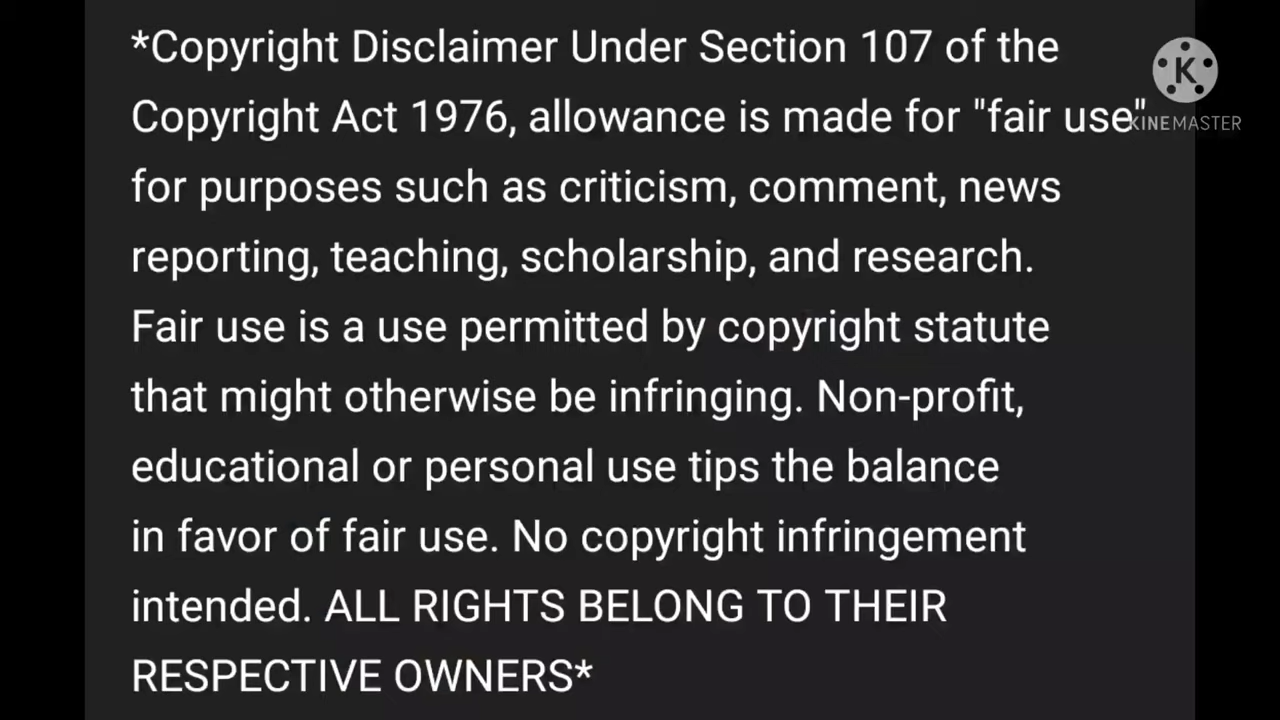 *Copyright Disclaimer Under Section 107 of the
Copyright Act 1976, allowance is made for "fair use"
for purposes such as criticism, comment, news
reporting, teaching, scholarship, and research.
Fair use is a use permitted by copyright statute
that might otherwise be infringing. Non-profit,
educational or personal use tips the balance
in favor of fair use. No copyright infringement
intended. ALL RIGHTS BELONG TO THEIR
RESPECTIVE OWNERS*
K
KINEMASTER